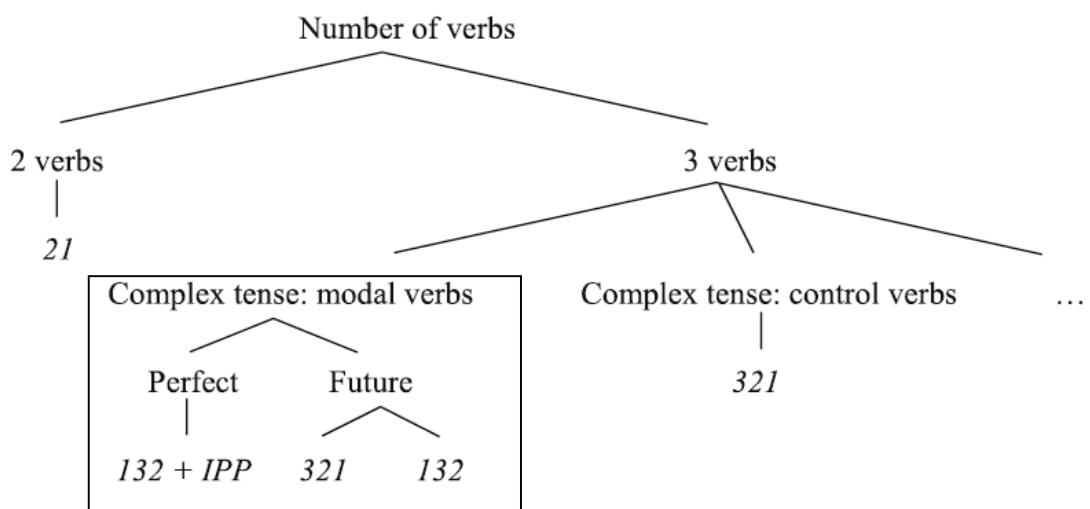 Number of verbs
2 verbs 3 verbs
21
Complex tense: modal verbs Complex tense: control verbs ...
Perfect Future 321
132 + IPP 321 132